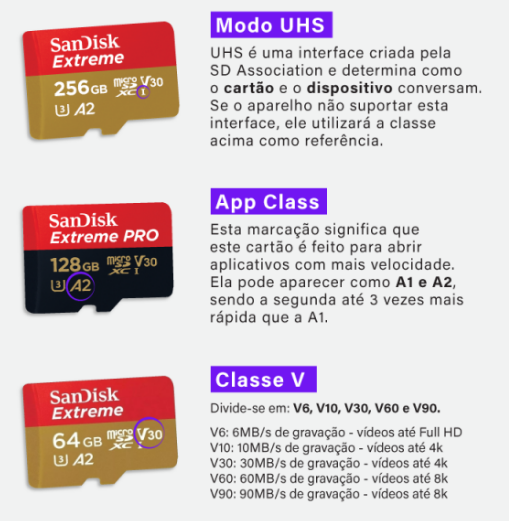 SanDisk
Extreme
256GB microSD XC I V30
U3 A2
Modo UHS
UHS é uma interface criada pela
SD Association e determina como
o cartão e o dispositivo conversam.
Se o aparelho não suportar esta
interface, ele utilizará a classe
acima como referência.
SanDisk
Extreme PRO
128GB microSD XC I V30
U3 A2
App Class
Esta marcação significa que
este cartão é feito para abrir
aplicativos com mais velocidade.
Ela pode aparecer como A1 e A2,
sendo a segunda até 3 vezes mais
rápida que a A1.
SanDisk
Extreme
64GB microSD XC I V30
U3 A2
Classe V
Divide-se em: V6, V10, V30, V60 e V90.
V6: 6MB/s de gravação - vídeos até Full HD
V10: 10MB/s de gravação - vídeos até 4k
V30: 30MB/s de gravação - vídeos até 4k
V60: 60MB/s de gravação - vídeos até 8k
V90: 90MB/s de gravação - vídeos até 8k